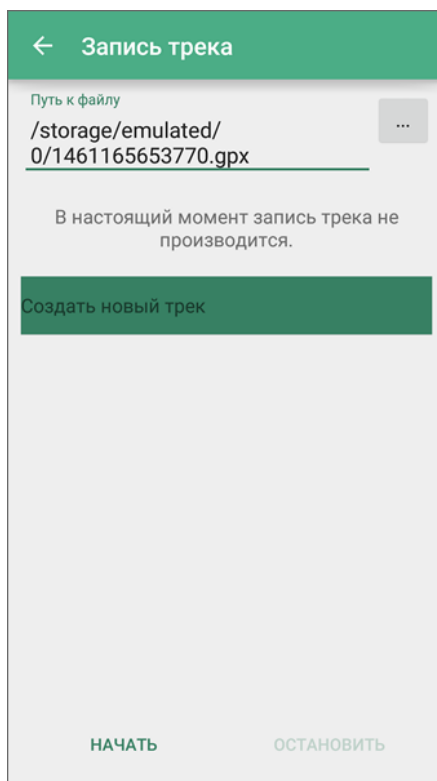 Запись трека
Путь к файлу
/storage/emulated/
0/1461165653770.gpx
...
В настоящий момент запись трека не
производится.
Создать новый трек
НАЧАТЬ
ОСТАНОВИТЬ